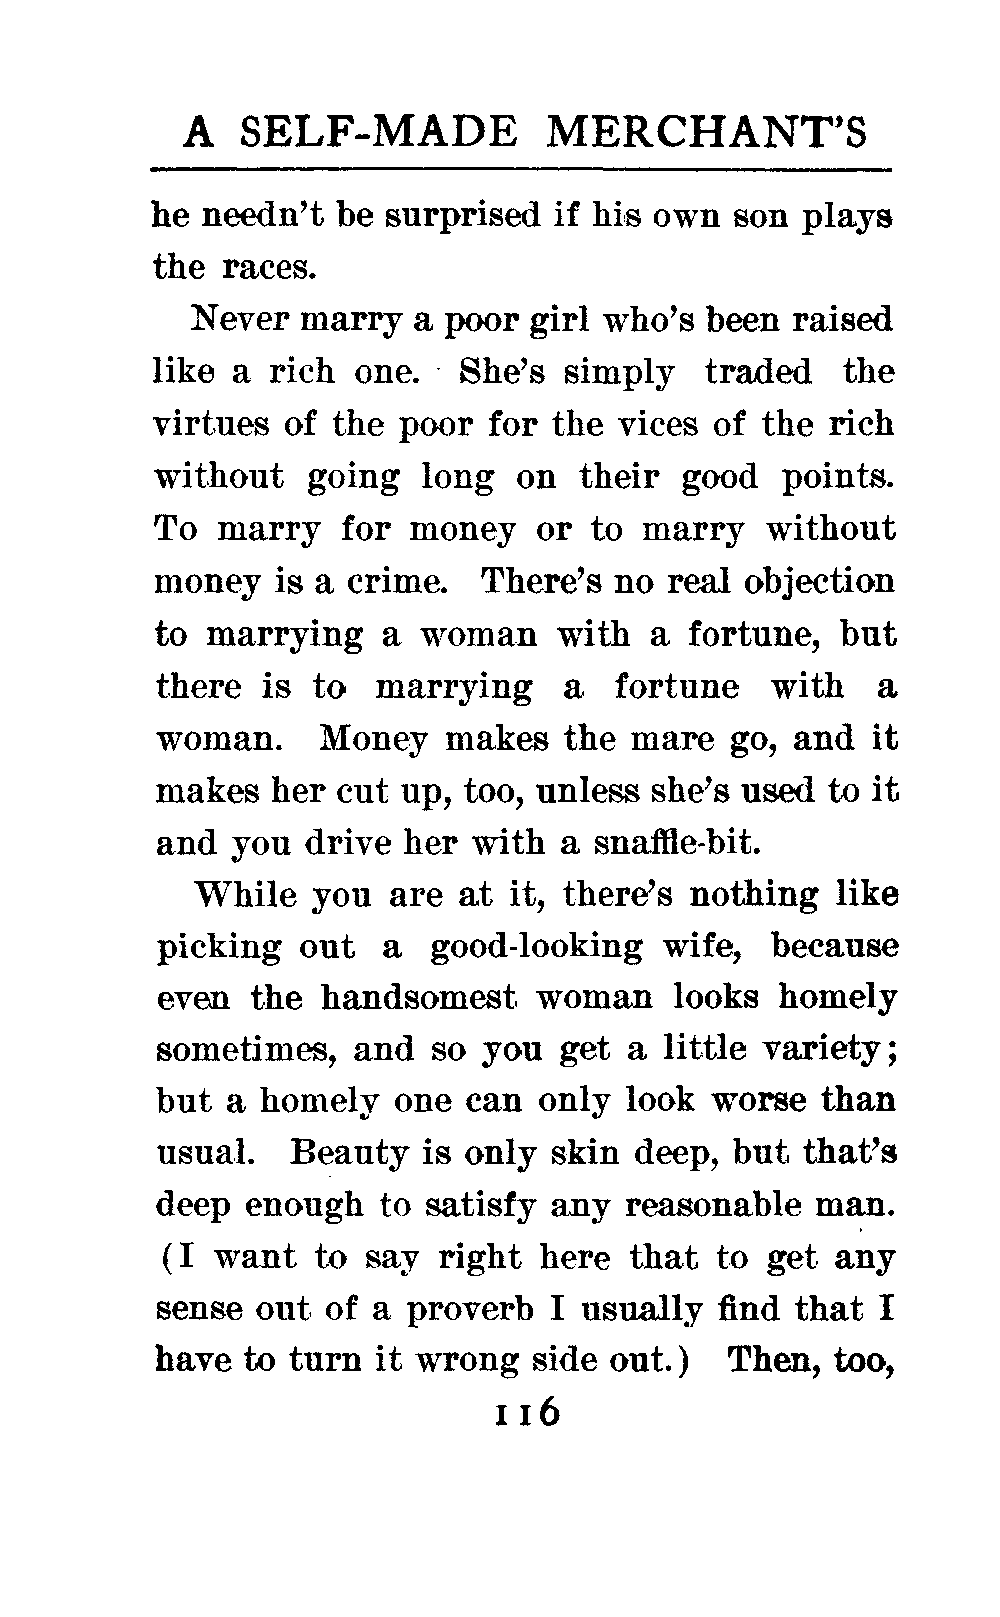 A SELF-MADE MERCHANT'S
he needn't be surprised if his own son plays
the races.
Never marry a poor girl who's been raised
like a rich one. She's simply traded the
virtues of the poor for the vices of the rich
without going long on their good points.
To marry for money or to marry without
money is a crime. There's no real objection
to marrying a woman with a fortune, but
there is to marrying a fortune with a
woman. Money makes the mare go, and it
makes her cut up, too, unless she's used to it
and you drive her with a snaffle-bit.
While you are at it, there's nothing like
picking out a good-looking wife, because
even the handsomest woman looks homely
sometimes, and so you get a little variety;
but a homely one can only look worse than
usual. Beauty is only skin deep, but that's
deep enough to satisfy any reasonable man.
(I want to say right here that to get any
sense out of a proverb I usually find that I
have to turn it wrong side out.) Then, too,
116